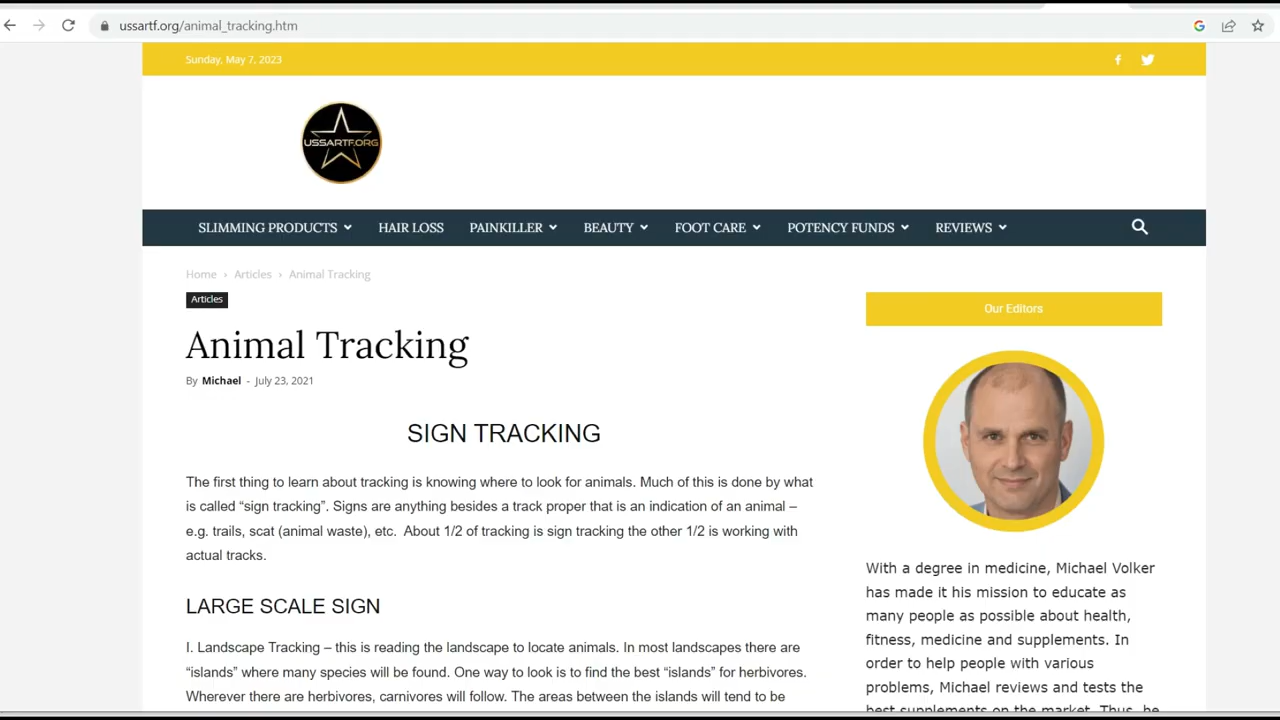 ussartf.org/animal_tracking.htm
Sunday, May 7, 2023
USSARTF.ORG
SLIMMING PRODUCTS
HAIR LOSS
PAINKILLER
BEAUTY
FOOT CARE
POTENCY FUNDS
REVIEWS
Home › Articles › Animal Tracking
Articles
Animal Tracking
By Michael - July 23, 2021
SIGN TRACKING
The first thing to learn about tracking is knowing where to look for animals. Much of this is done by what
is called “sign tracking”. Signs are anything besides a track proper that is an indication of an animal –
e.g. trails, scat (animal waste), etc.  About 1/2 of tracking is sign tracking the other 1/2 is working with
actual tracks.
LARGE SCALE SIGN
I. Landscape Tracking – this is reading the landscape to locate animals. In most landscapes there are
“islands” where many species will be found. One way to look is to find the best “islands” for herbivores.
Wherever there are herbivores, carnivores will follow. The areas between the islands will tend to be
Our Editors
With a degree in medicine, Michael Volker
has made it his mission to educate as
many people as possible about health,
fitness, medicine and supplements. In
order to help people with various
problems, Michael reviews and tests the
best supplements on the market. Thus, he